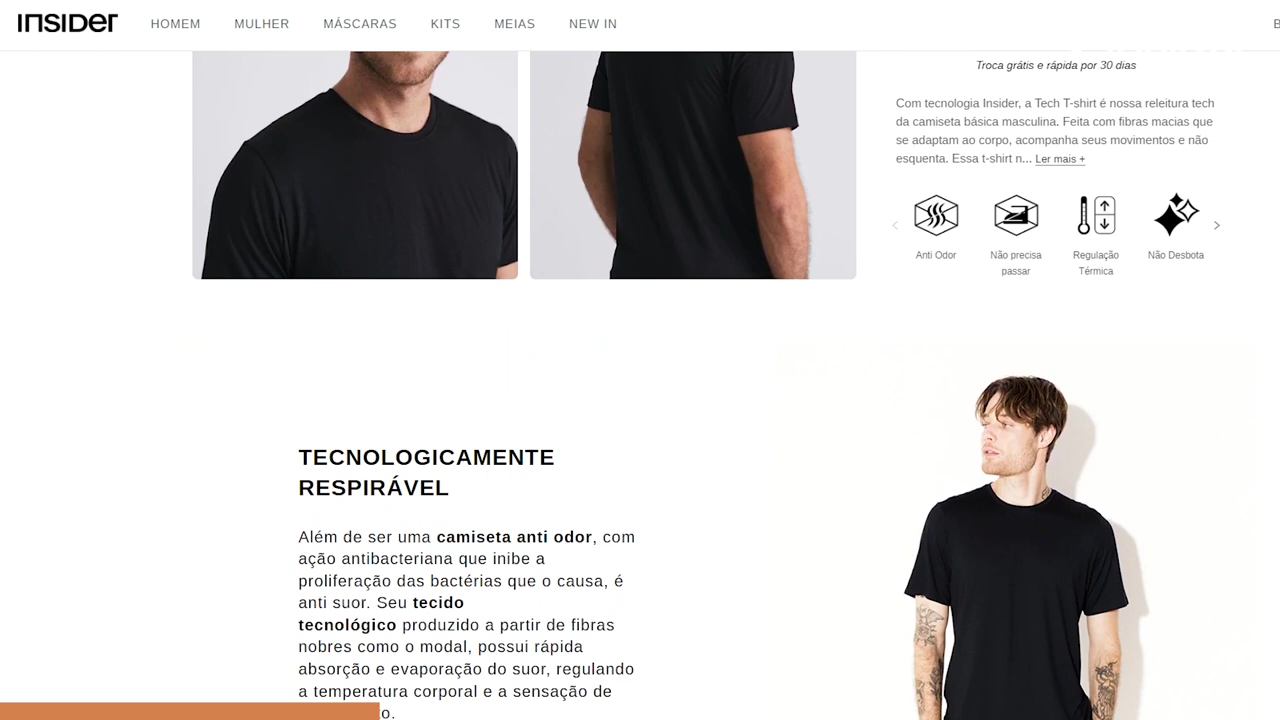 INSIDER
HOMEM MULHER MÁSCARAS KITS MEIAS NEW IN
Troca grátis e rápida por 30 dias
Com tecnologia Insider, a Tech T-shirt é nossa releitura tech
da camiseta básica masculina. Feita com fibras macias que
se adaptam ao corpo, acompanha seus movimentos e não
esquenta. Essa t-shirt n... Ler mais +
Anti Odor
Não precisa
passar
Regulação
Térmica
Não Desbota
TECNOLOGICAMENTE
RESPIRÁVEL
Além de ser uma camiseta anti odor, com
ação antibacteriana que inibe a
proliferação das bactérias que o causa, é
anti suor. Seu tecido
tecnológico produzido a partir de fibras
nobres como o modal, possui rápida
absorção e evaporação do suor, regulando
a temperatura corporal e a sensação de